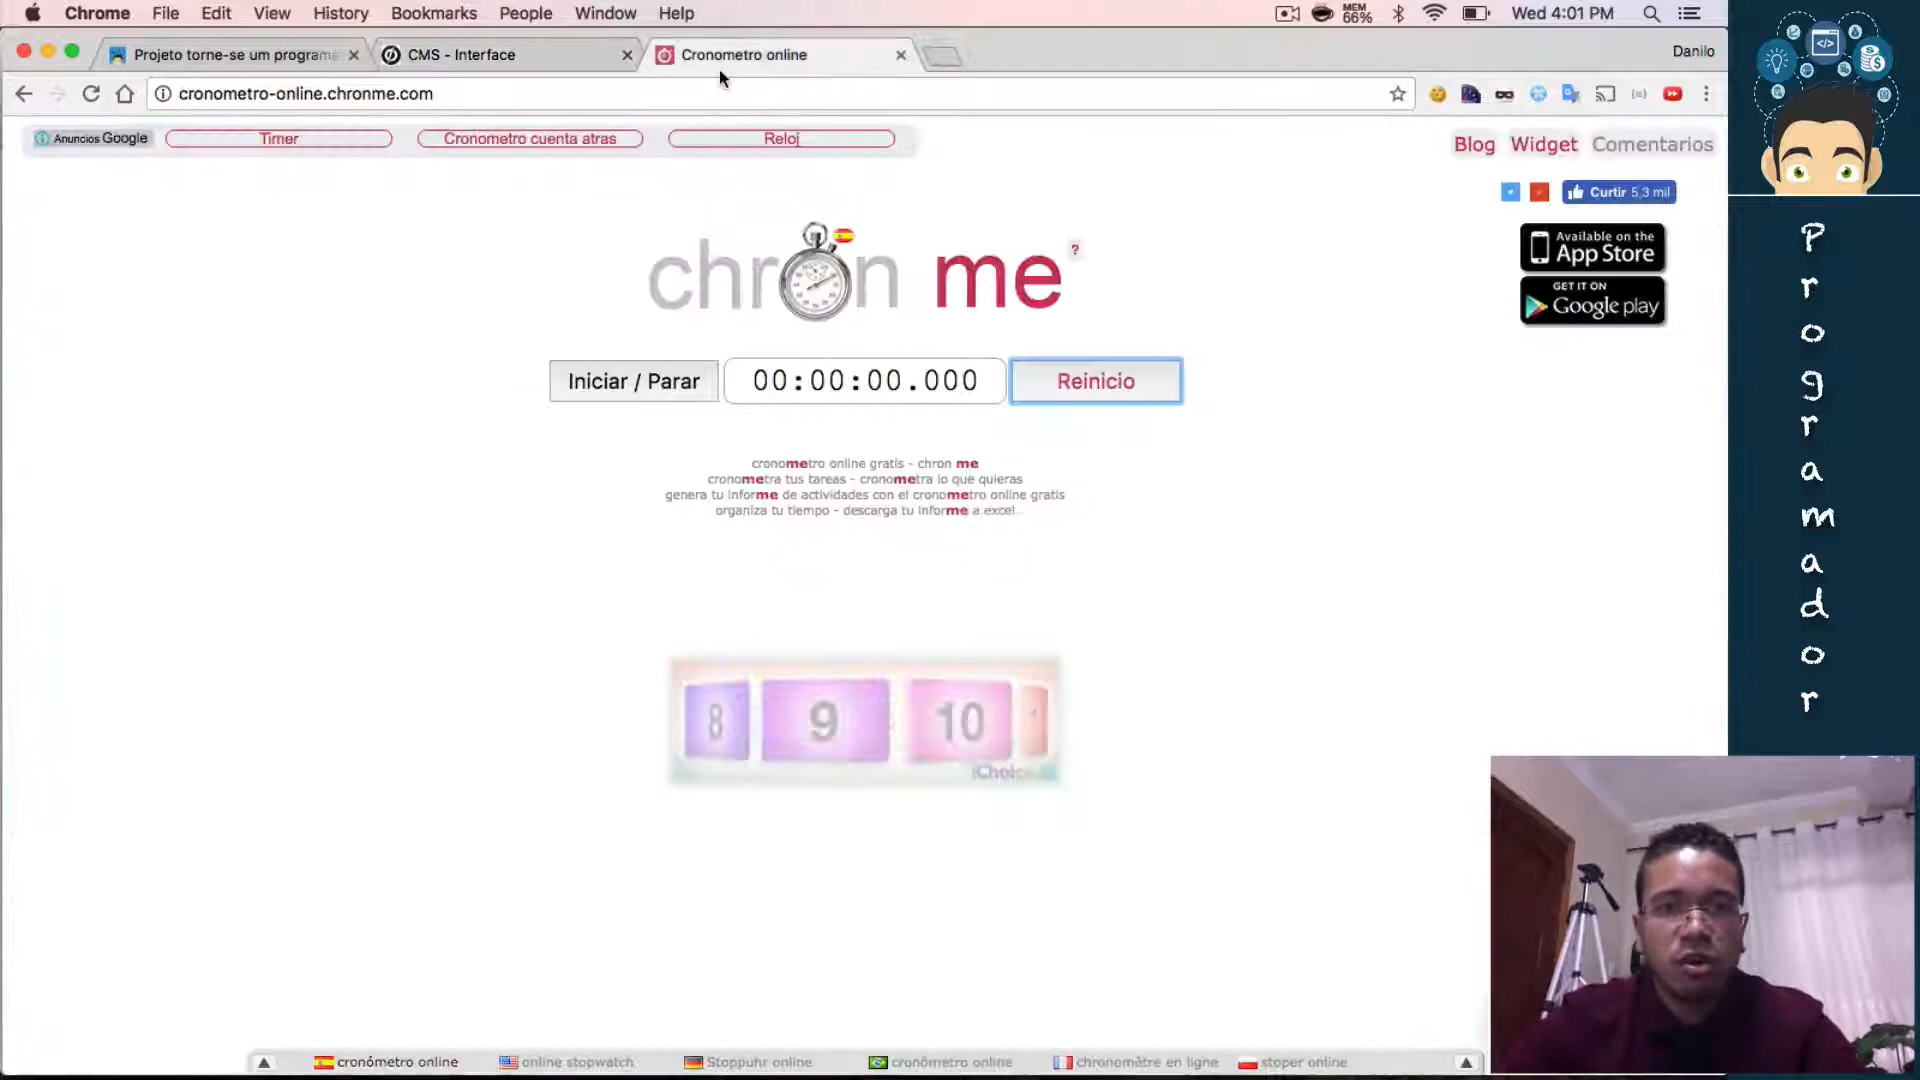 Chrome File Edit View History Bookmarks People Window Help
MEM
66%
Wed 4:01 PM
Projeto torne-se um programa
CMS - Interface
Cronometro online
Danilo
cronometro-online.chronme.com
Anuncios Google
Timer
Cronometro cuenta atras
Reloj
Blog Widget Comentarios
Curtir 5,3 mil
chron me ?
Available on the
App Store
GET IT ON
Google play
Iniciar / Parar
00:00:00.000
Reinicio
cronometro online gratis - chron me
cronometra tus tareas - cronometra lo que quieras
genera tu informe de actividades con el cronometro online gratis
organiza tu tiempo - descarga tu informe a excel
8 9 10
iChoice
cronómetro online
online stopwatch
Stoppuhr online
cronômetro online
chronomètre en ligne
stoper online
Programador